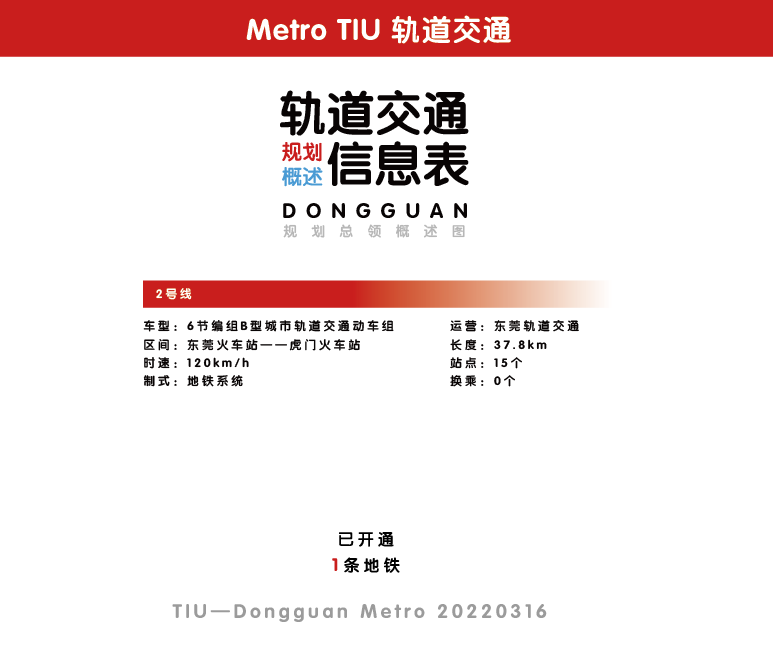 Metro TIU 轨道交通
轨道交通
规划
概述
信息表
DONGGUAN
规划总领概述图
2号线
车型：6节编组B型城市轨道交通动车组
运营：东莞轨道交通
区间：东莞火车站——虎门火车站
长度：37.8km
时速：120km/h
站点：15个
制式：地铁系统
换乘：0个
已开通
1条地铁
TIU—Dongguan Metro 20220316